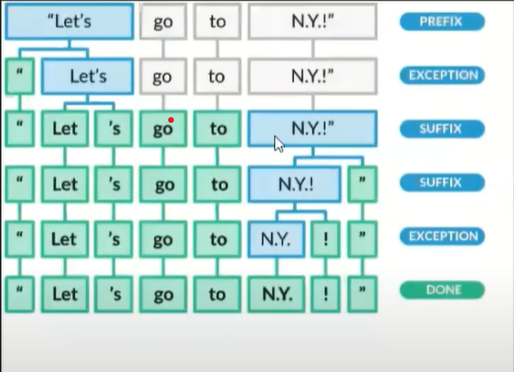 “Let’s go to N.Y.!” PREFIX
“ Let’s go to N.Y.!” EXCEPTION
“ Let ’s go to N.Y.!” SUFFIX
“ Let ’s go to N.Y.! ” SUFFIX
“ Let ’s go to N.Y. ! ” EXCEPTION
“ Let ’s go to N.Y. ! ” DONE